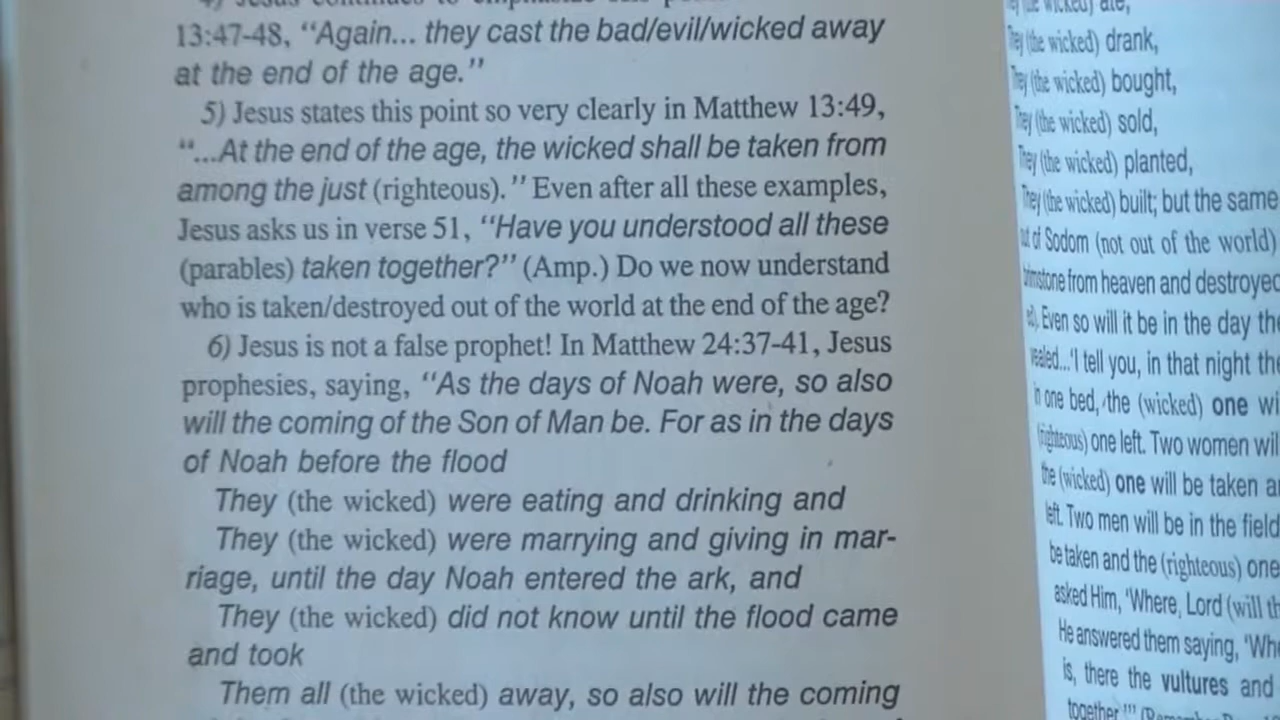 13:47-48, “Again... they cast the bad/evil/wicked away
at the end of the age.”
5) Jesus states this point so very clearly in Matthew 13:49,
“...At the end of the age, the wicked shall be taken from
among the just (righteous).” Even after all these examples,
Jesus asks us in verse 51, “Have you understood all these
(parables) taken together?” (Amp.) Do we now understand
who is taken/destroyed out of the world at the end of the age?
6) Jesus is not a false prophet! In Matthew 24:37-41, Jesus
prophesies, saying, “As the days of Noah were, so also
will the coming of the Son of Man be. For as in the days
of Noah before the flood
They (the wicked) were eating and drinking and
They (the wicked) were marrying and giving in mar-
riage, until the day Noah entered the ark, and
They (the wicked) did not know until the flood came
and took
Them all (the wicked) away, so also will the coming
They (the wicked) drank,
They (the wicked) bought,
They (the wicked) sold,
They (the wicked) planted,
They (the wicked) built; but the same
of Sodom (not out of the world)
from heaven and destroyed
Even so will it be in the day
‘I tell you, in that night
one bed, the (wicked) one
(righteous) one left. Two women
the (wicked) one will be taken
left. Two men will be in the field
be taken and the (righteous) one
asked Him, ‘Where, Lord (will
He answered them saying,
is, there the vultures and
together.’”